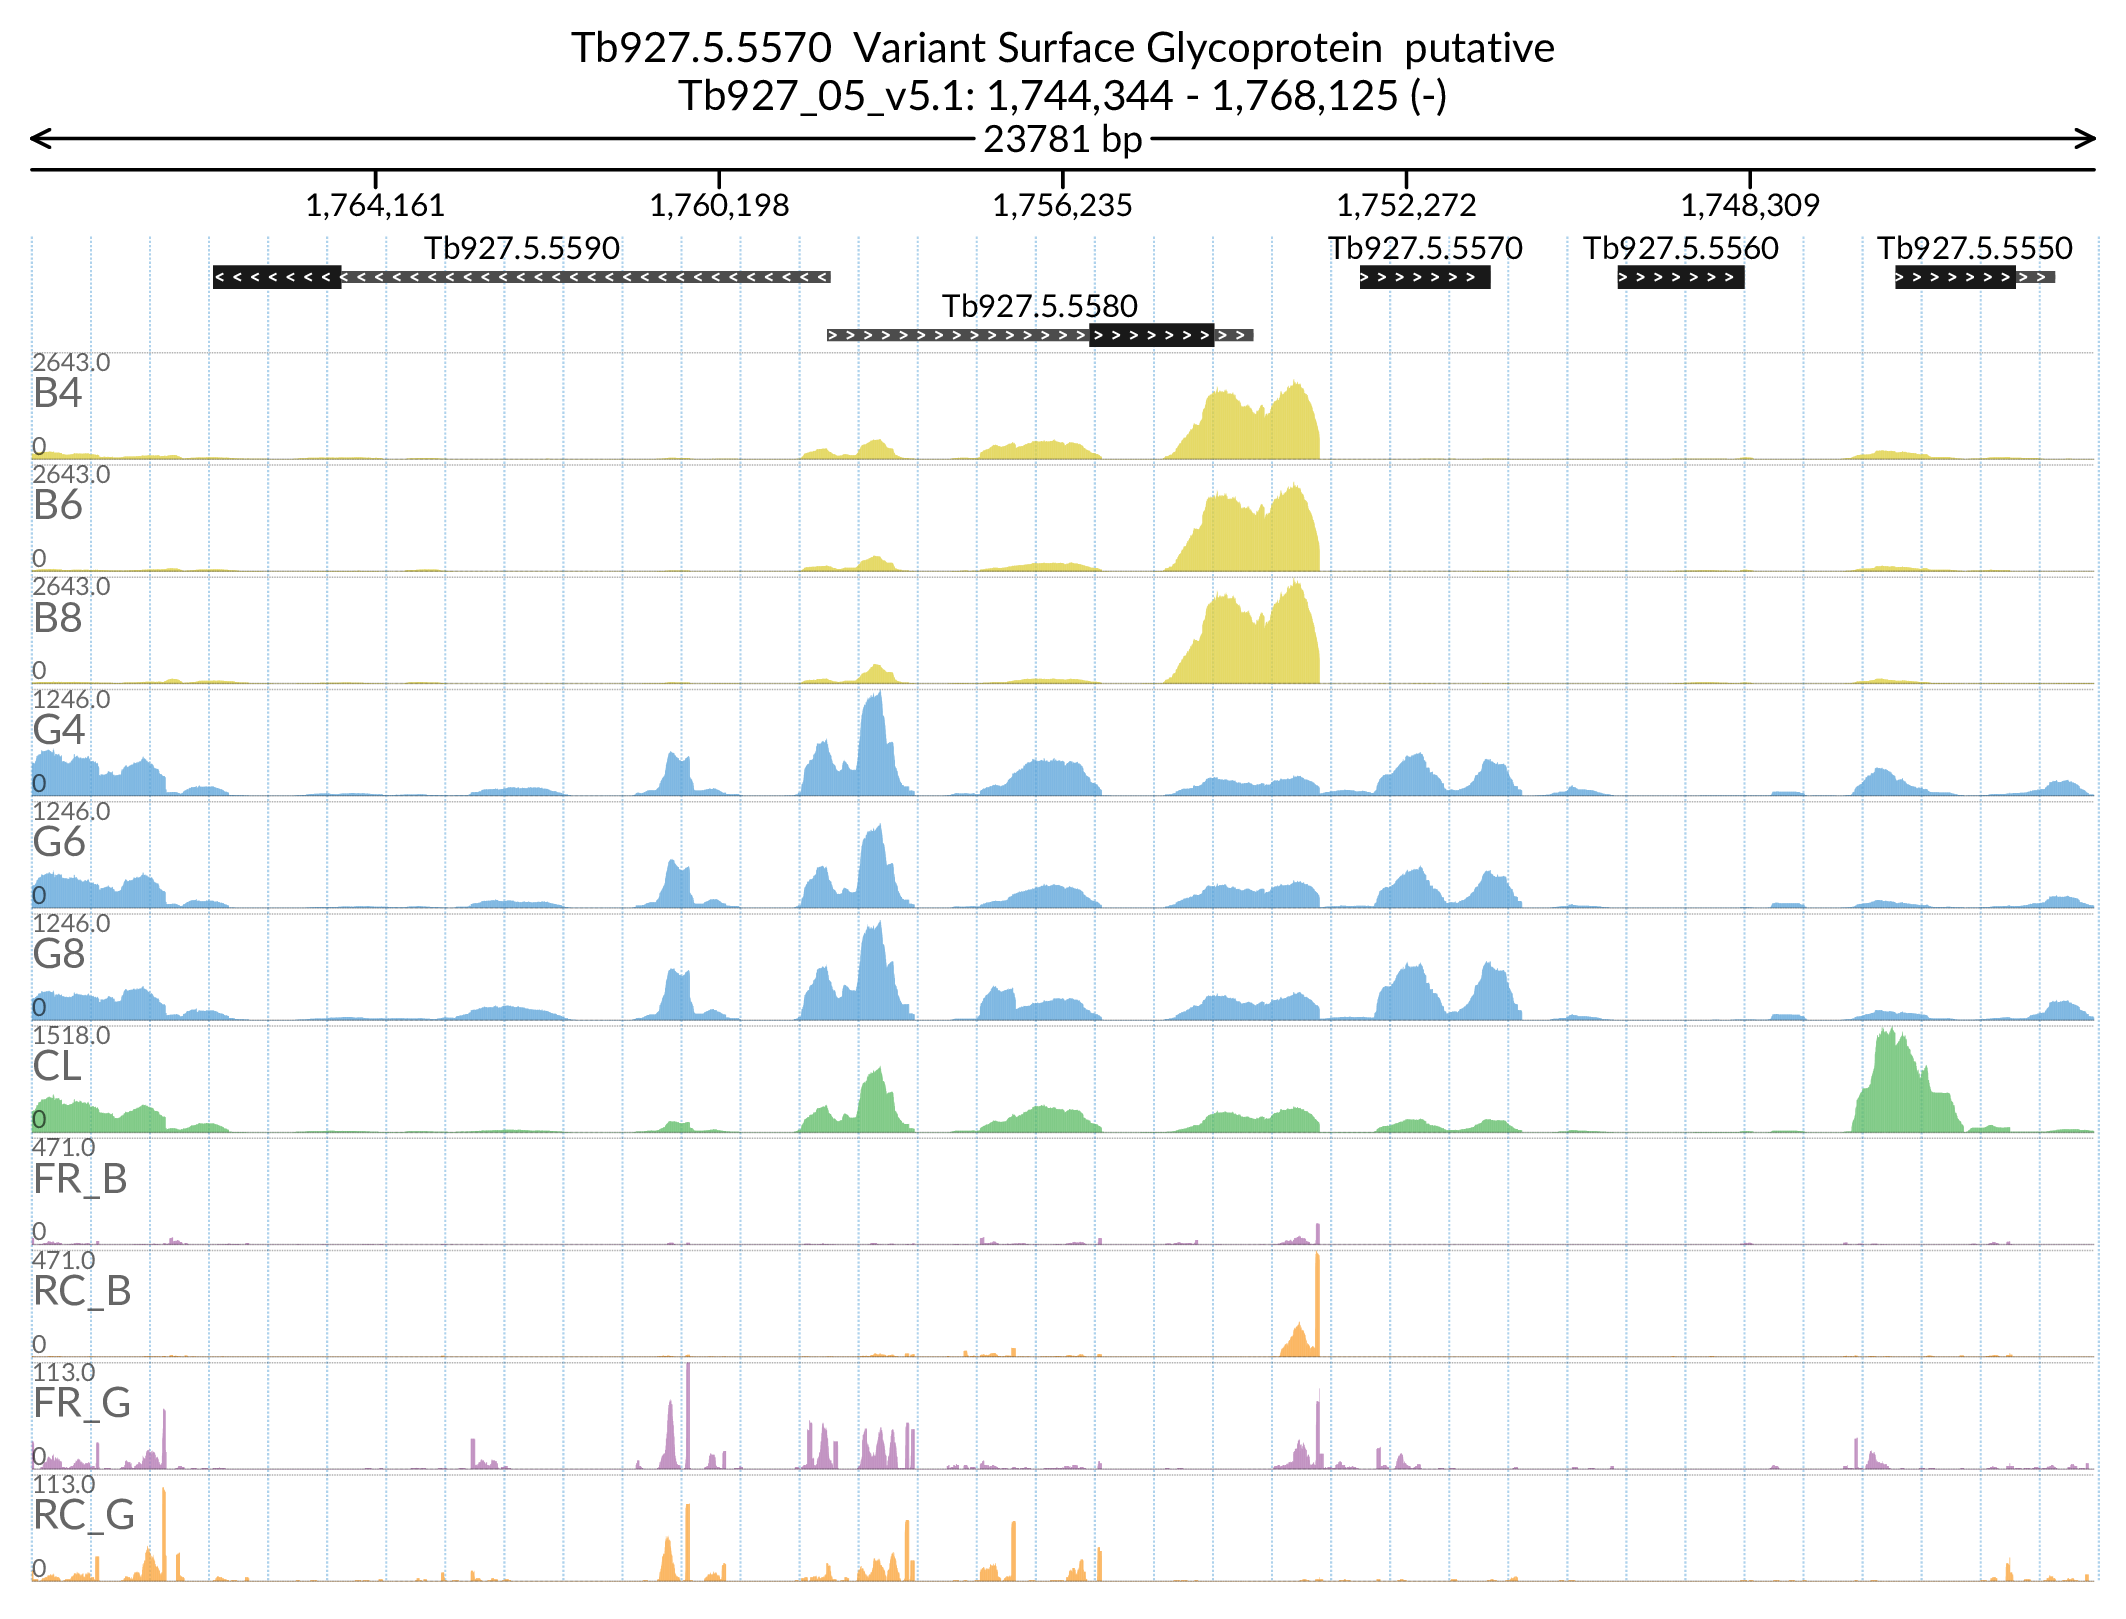 Tb927.5.5570  Variant Surface Glycoprotein  putative
Tb927_05_v5.1: 1,744,344 - 1,768,125 (-)
23781 bp
1,764,161 1,760,198 1,756,235 1,752,272 1,748,309
Tb927.5.5590 Tb927.5.5570 Tb927.5.5560 Tb927.5.5550
Tb927.5.5580
2643.0
B4
0
2643.0
B6
0
2643.0
B8
0
1246.0
G4
0
1246.0
G6
0
1246.0
G8
0
1518.0
CL
0
471.0
FR_B
0
471.0
RC_B
0
113.0
FR_G
0
113.0
RC_G
0